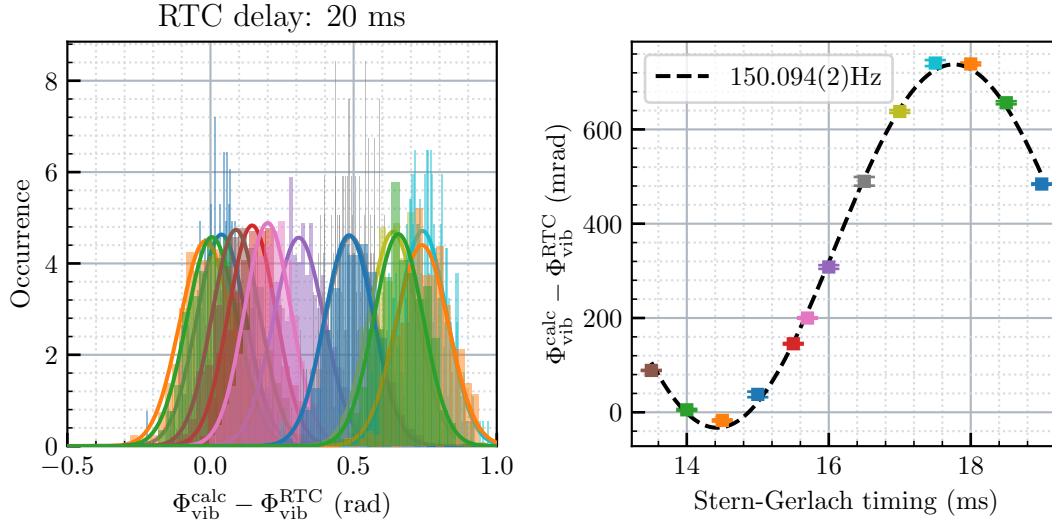 RTC delay: 20 ms
Occurrence
8
6
4
2
0
−0.5
0.0
0.5
1.0
Φ_vib^calc − Φ_vib^RTC (rad)
150.094(2)Hz
Φ_vib^calc − Φ_vib^RTC (mrad)
600
400
200
0
14
16
18
Stern-Gerlach timing (ms)